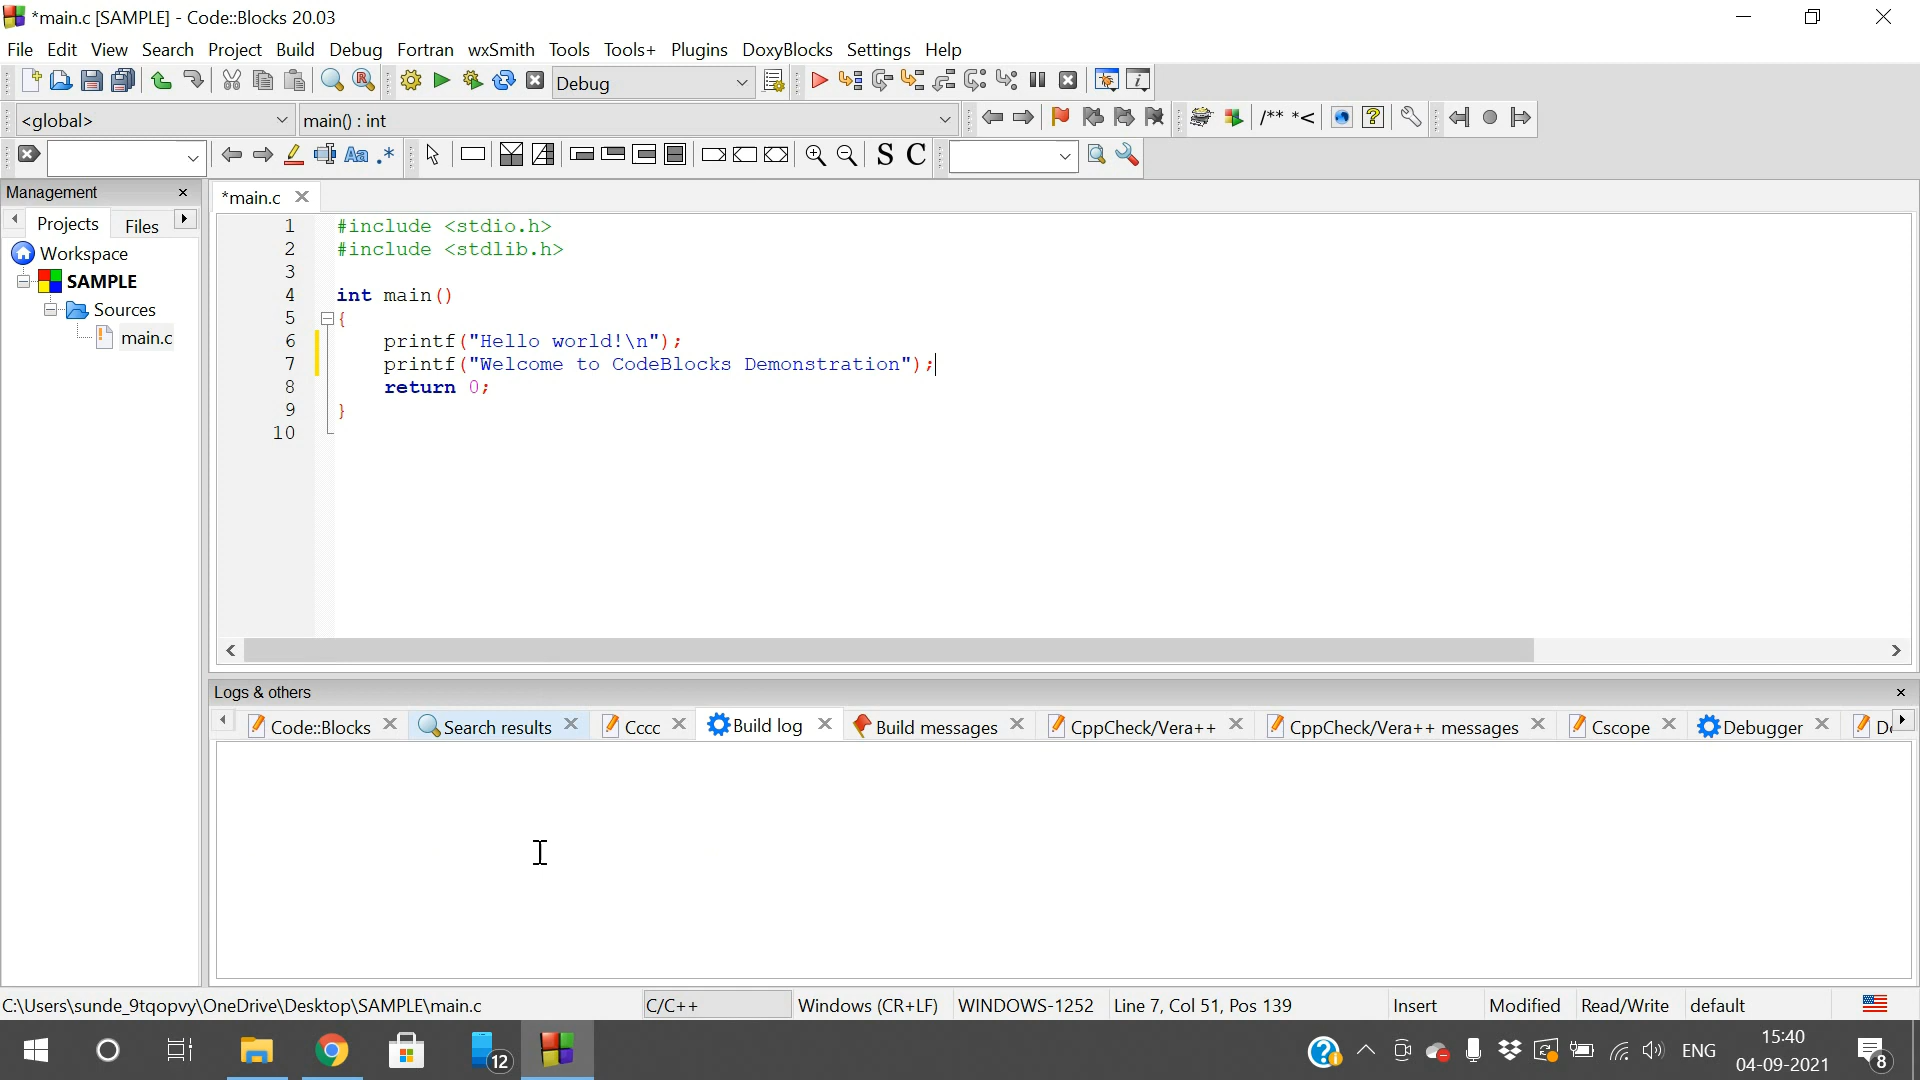 *main.c [SAMPLE] - Code::Blocks 20.03
File Edit View Search Project Build Debug Fortran wxSmith Tools Tools+ Plugins DoxyBlocks Settings Help
Debug
<global> main() : int /** *<
Aa .* S C
Management
Projects Files
Workspace
SAMPLE
Sources
main.c
*main.c
1 #include <stdio.h>
2 #include <stdlib.h>
3
4 int main()
5 {
6 printf("Hello world!\n");
7 printf("Welcome to CodeBlocks Demonstration");
8 return 0;
9 }
10
Logs & others
Code::Blocks Search results Cccc Build log Build messages CppCheck/Vera++ CppCheck/Vera++ messages Cscope Debugger
C:\Users\sunde_9tqopvy\OneDrive\Desktop\SAMPLE\main.c C/C++ Windows (CR+LF) WINDOWS-1252 Line 7, Col 51, Pos 139 Insert Modified Read/Write default
12 ENG 15:40 8
04-09-2021